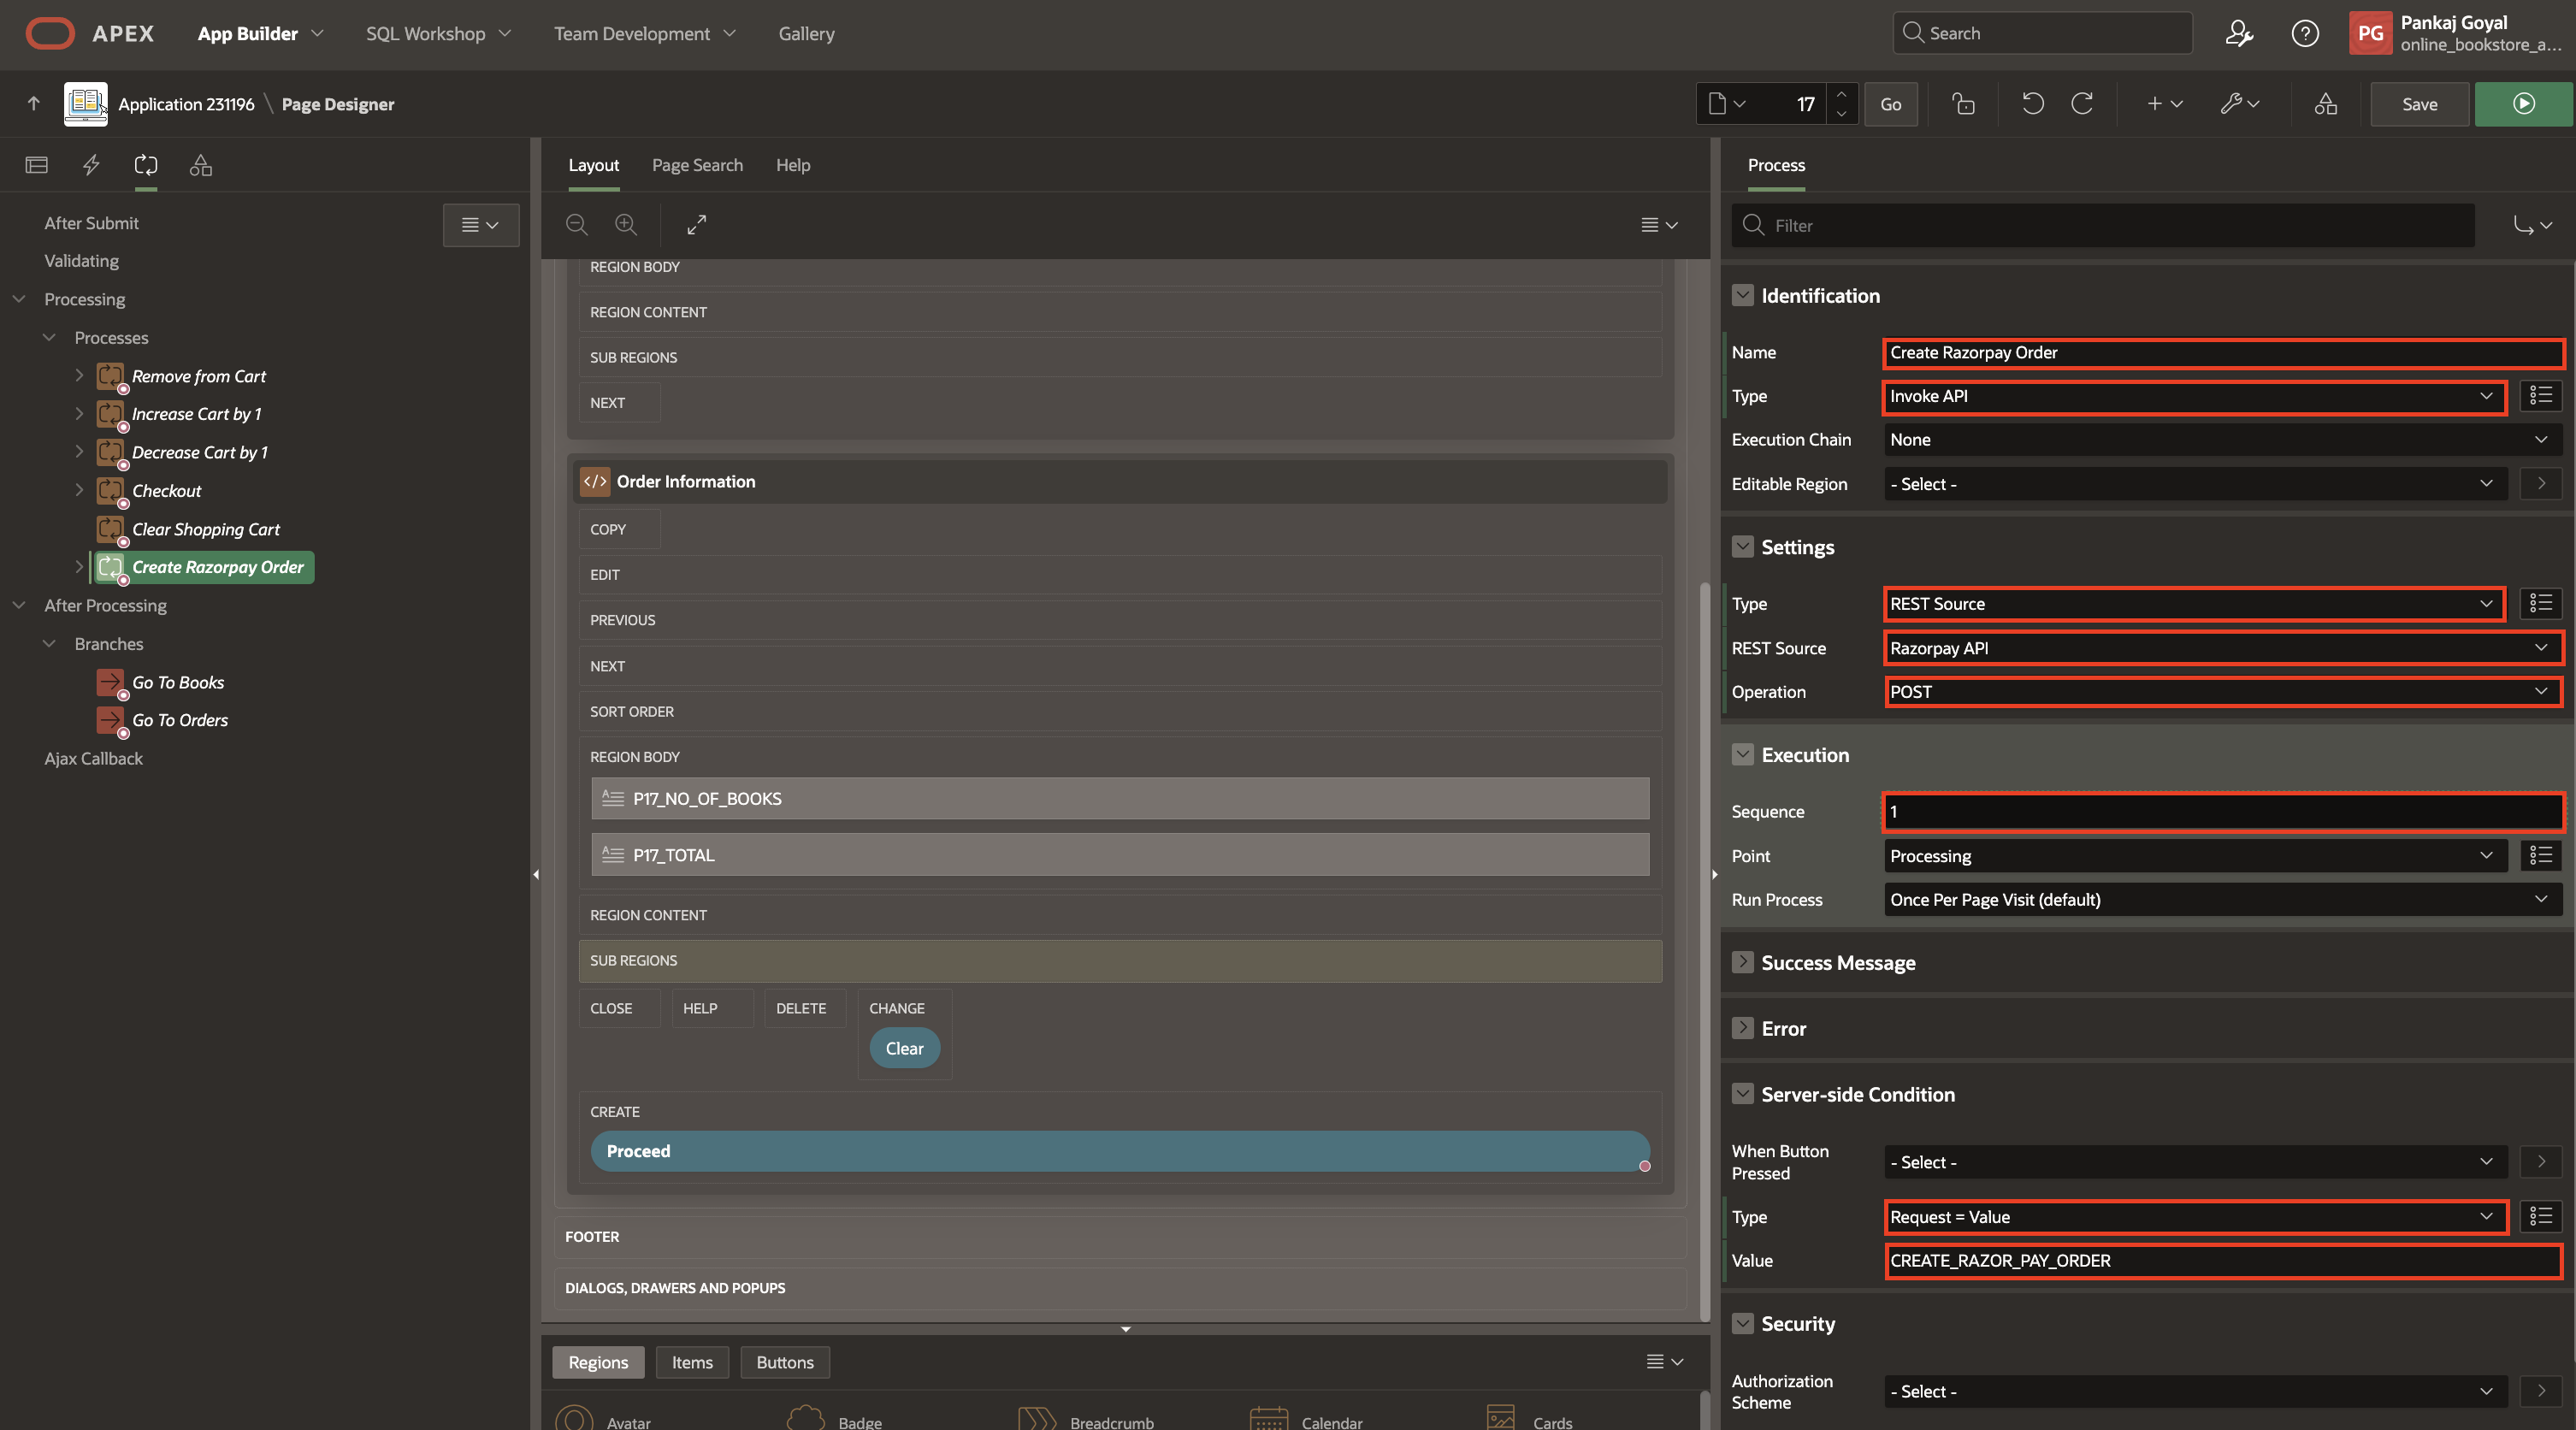 APEX App Builder SQL Workshop Team Development Gallery Search PG Pankaj Goyal
online_bookstore_a...
Application 231196 \ Page Designer 17 Go Save
After Submit
Validating
Processing
Processes
Remove from Cart
Increase Cart by 1
Decrease Cart by 1
Checkout
Clear Shopping Cart
Create Razorpay Order
After Processing
Branches
Go To Books
Go To Orders
Ajax Callback
Layout Page Search Help
REGION BODY
REGION CONTENT
SUB REGIONS
NEXT
</> Order Information
COPY
EDIT
PREVIOUS
NEXT
SORT ORDER
REGION BODY
P17_NO_OF_BOOKS
P17_TOTAL
REGION CONTENT
SUB REGIONS
CLOSE HELP DELETE CHANGE
Clear
CREATE
Proceed
FOOTER
DIALOGS, DRAWERS AND POPUPS
Regions Items Buttons
Avatar Badge Breadcrumb Calendar Cards
Process
Filter
Identification
Name Create Razorpay Order
Type Invoke API
Execution Chain None
Editable Region - Select -
Settings
Type REST Source
REST Source Razorpay API
Operation POST
Execution
Sequence 1
Point Processing
Run Process Once Per Page Visit (default)
Success Message
Error
Server-side Condition
When Button Pressed - Select -
Type Request = Value
Value CREATE_RAZOR_PAY_ORDER
Security
Authorization Scheme - Select -